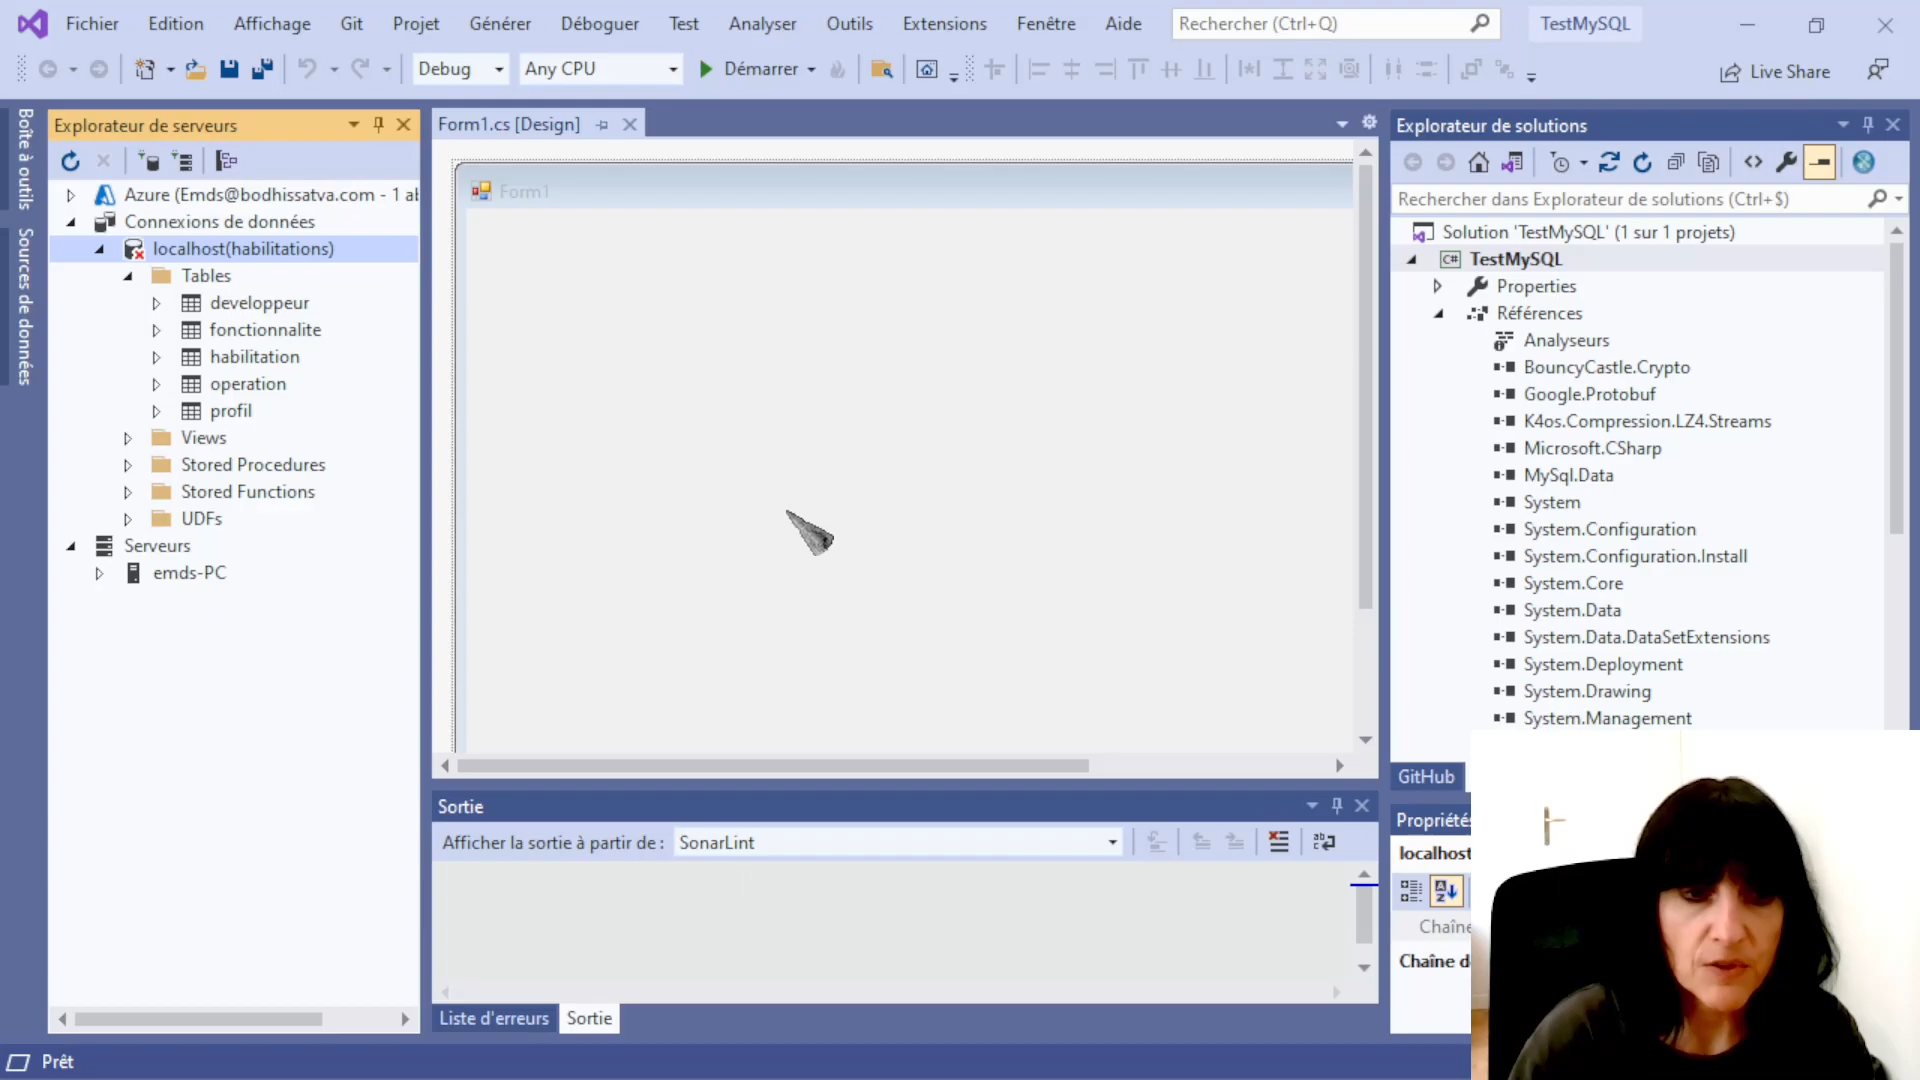 Fichier Edition Affichage Git Projet Générer Déboguer Test Analyser Outils Extensions Fenêtre Aide Rechercher (Ctrl+Q) TestMySQL
Debug Any CPU Démarrer Live Share
Boîte à outils
Sources de données
Explorateur de serveurs
Azure (Emds@bodhissatva.com - 1 ab
Connexions de données
localhost(habilitations)
Tables
developpeur
fonctionnalite
habilitation
operation
profil
Views
Stored Procedures
Stored Functions
UDFs
Serveurs
emds-PC
Form1.cs [Design]
Form1
Sortie
Afficher la sortie à partir de : SonarLint
Liste d'erreurs Sortie
Explorateur de solutions
Rechercher dans Explorateur de solutions (Ctrl+$)
Solution 'TestMySQL' (1 sur 1 projets)
C# TestMySQL
Properties
Références
Analyseurs
BouncyCastle.Crypto
Google.Protobuf
K4os.Compression.LZ4.Streams
Microsoft.CSharp
MySql.Data
System
System.Configuration
System.Configuration.Install
System.Core
System.Data
System.Data.DataSetExtensions
System.Deployment
System.Drawing
System.Management
GitHub
Propriétés
localhost
Chaîne
Chaîne d
Prêt